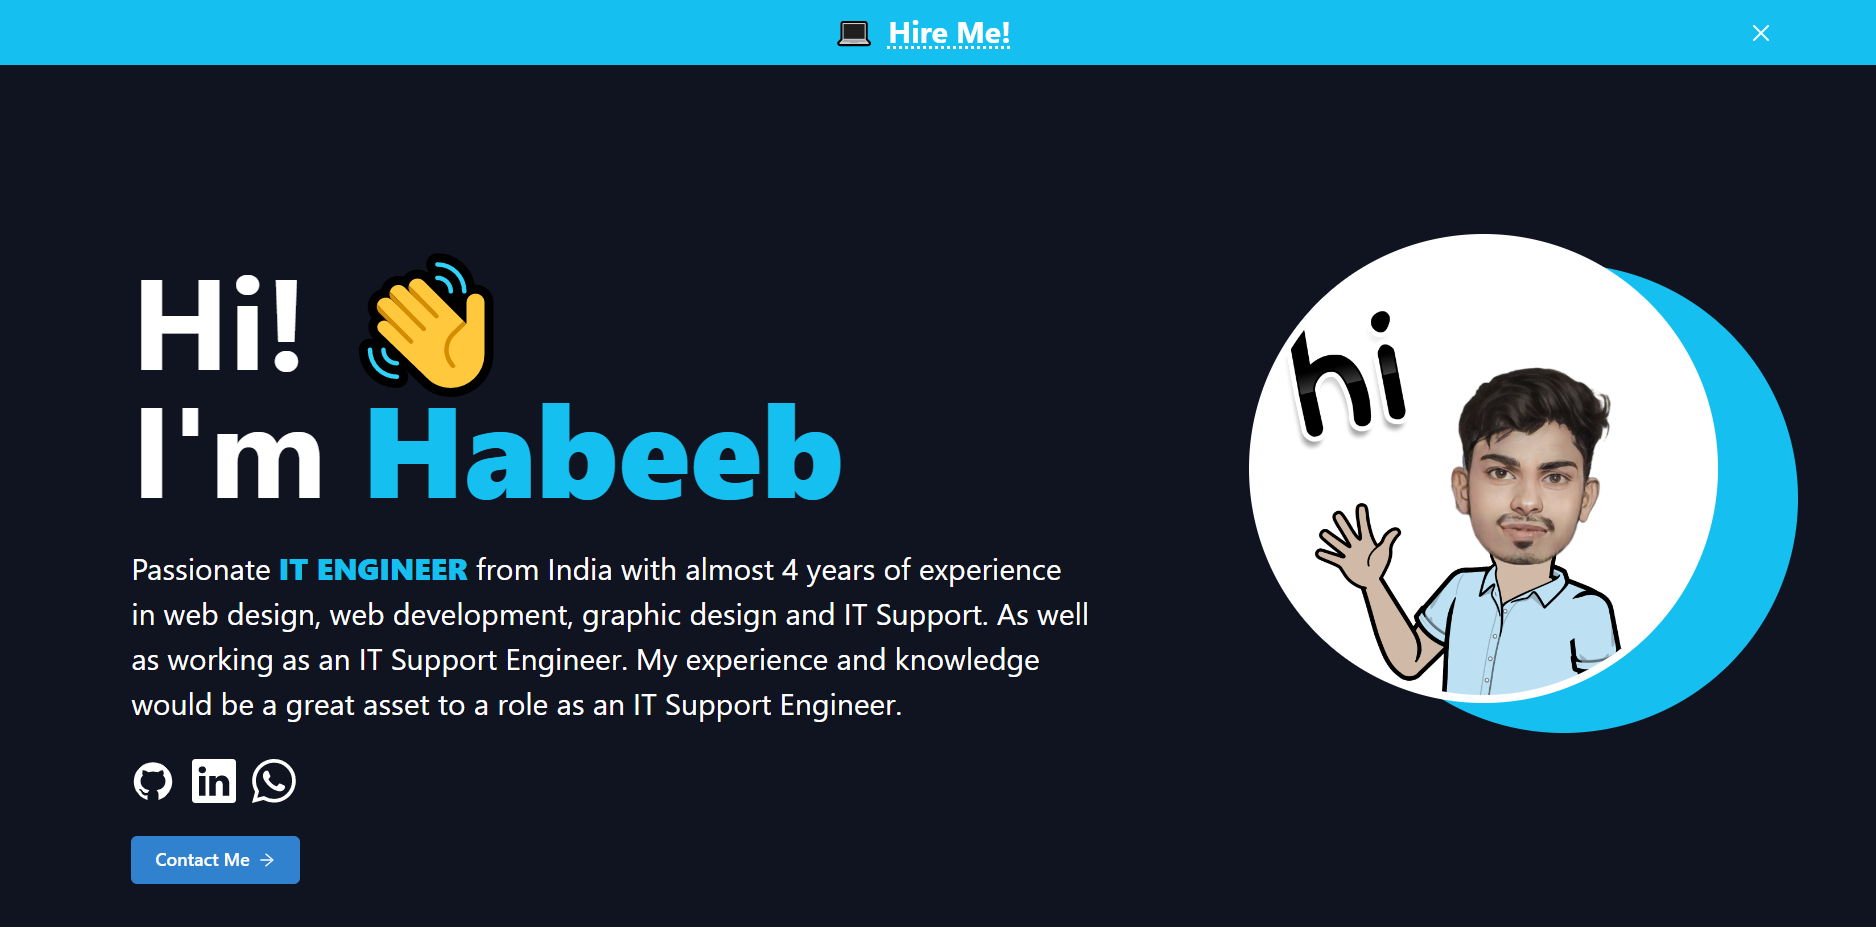 Hire Me!
Hi!
I'm Habeeb
hi
Passionate IT ENGINEER from India with almost 4 years of experience
in web design, web development, graphic design and IT Support. As well
as working as an IT Support Engineer. My experience and knowledge
would be a great asset to a role as an IT Support Engineer.
in
Contact Me →